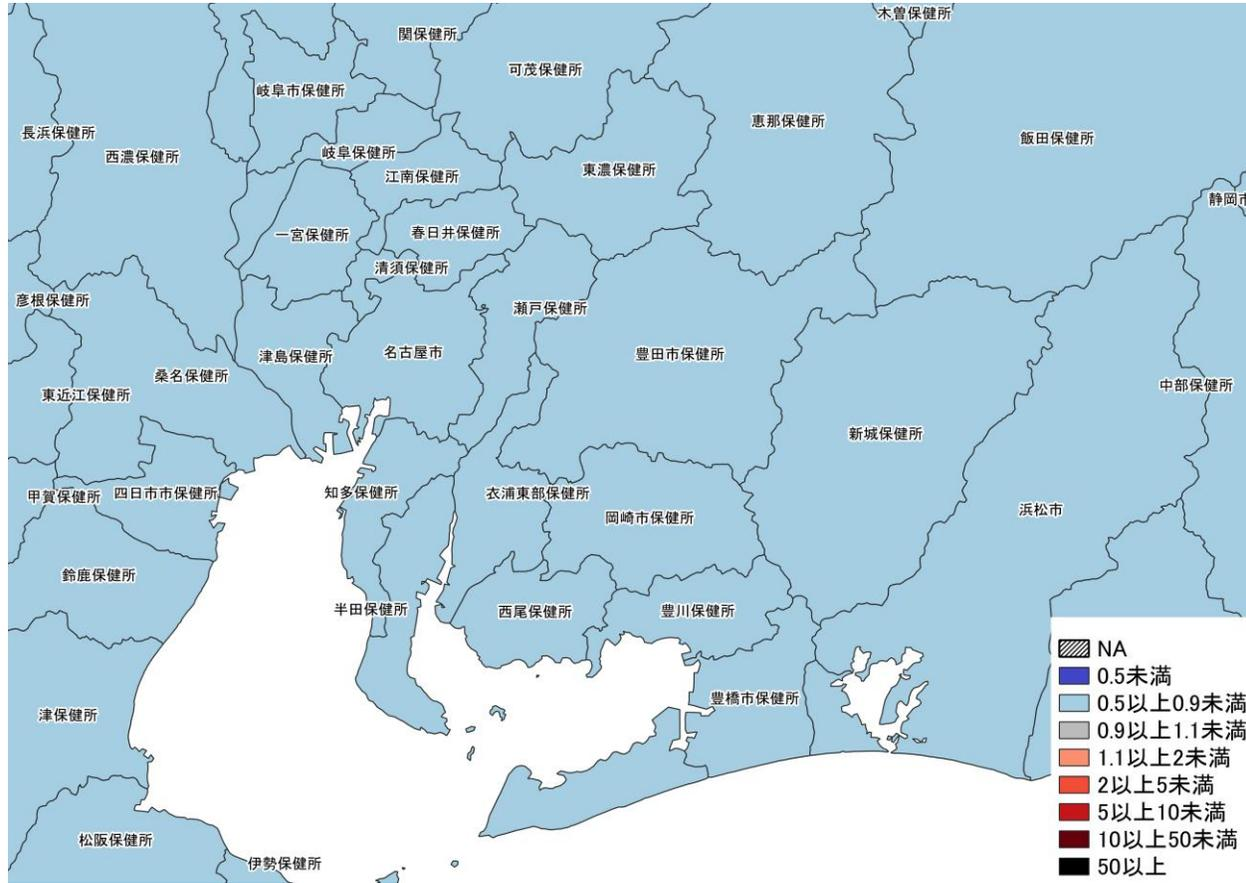 木曽保健所
関保健所
可茂保健所
岐阜市保健所
恵那保健所
長浜保健所
飯田保健所
西濃保健所
岐阜保健所
東濃保健所
江南保健所
静岡市
一宮保健所
春日井保健所
清須保健所
彦根保健所
瀬戸保健所
津島保健所
名古屋市
豊田市保健所
桑名保健所
中部保健所
東近江保健所
新城保健所
甲賀保健所
四日市市保健所
知多保健所
衣浦東部保健所
浜松市
岡崎市保健所
鈴鹿保健所
半田保健所
西尾保健所
豊川保健所
豊橋市保健所
津保健所
松阪保健所
伊勢保健所
NA
0.5未満
0.5以上0.9未満
0.9以上1.1未満
1.1以上2未満
2以上5未満
5以上10未満
10以上50未満
50以上